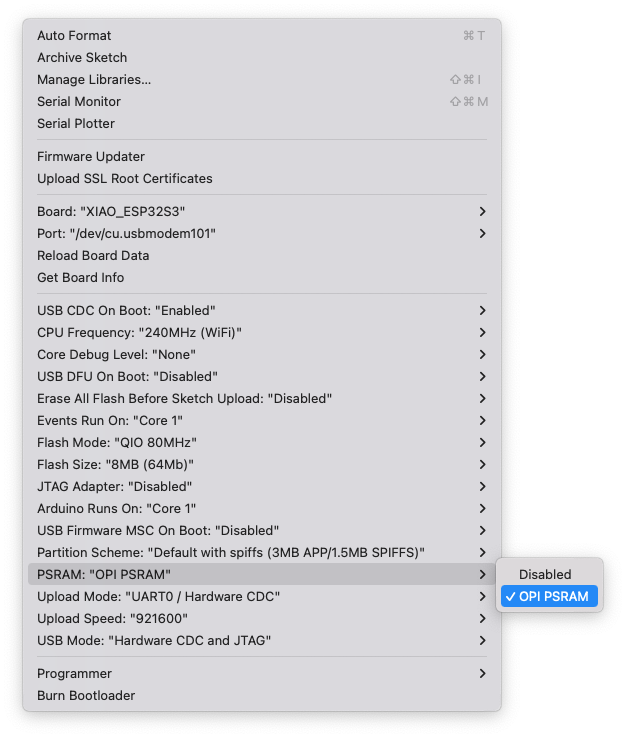 Auto Format ⌘ T
Archive Sketch
Manage Libraries... ⇧ ⌘ I
Serial Monitor ⇧ ⌘ M
Serial Plotter
Firmware Updater
Upload SSL Root Certificates
Board: "XIAO_ESP32S3"
Port: "/dev/cu.usbmodem101"
Reload Board Data
Get Board Info
USB CDC On Boot: "Enabled"
CPU Frequency: "240MHz (WiFi)"
Core Debug Level: "None"
USB DFU On Boot: "Disabled"
Erase All Flash Before Sketch Upload: "Disabled"
Events Run On: "Core 1"
Flash Mode: "QIO 80MHz"
Flash Size: "8MB (64Mb)"
JTAG Adapter: "Disabled"
Arduino Runs On: "Core 1"
USB Firmware MSC On Boot: "Disabled"
Partition Scheme: "Default with spiffs (3MB APP/1.5MB SPIFFS)"
PSRAM: "OPI PSRAM"
Disabled
✓ OPI PSRAM
Upload Mode: "UART0 / Hardware CDC"
Upload Speed: "921600"
USB Mode: "Hardware CDC and JTAG"
Programmer
Burn Bootloader